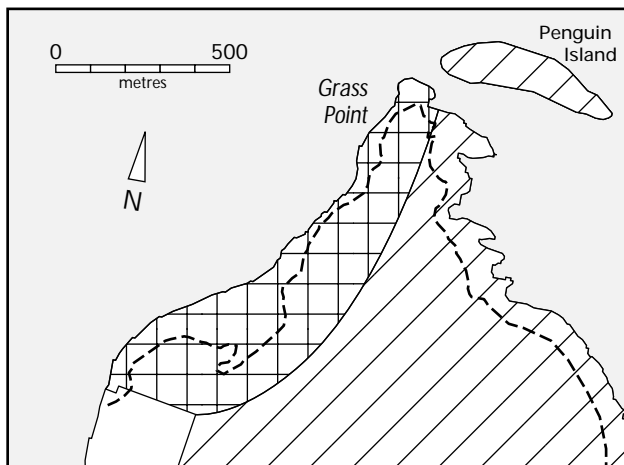 0 500
metres
Penguin
Island
Grass
Point
N